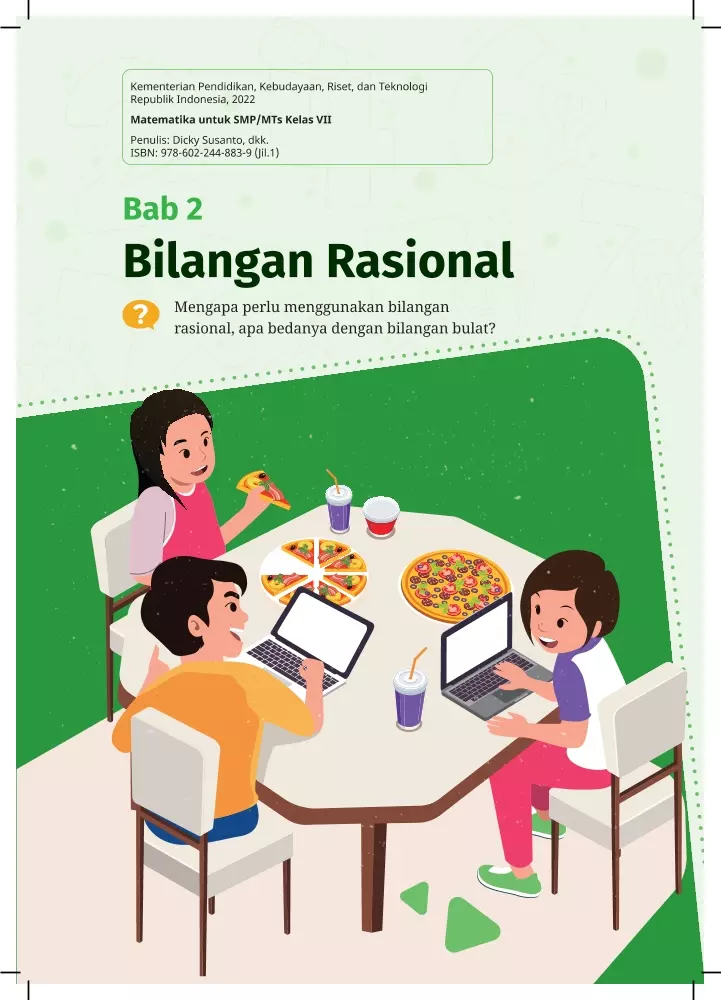 Kementerian Pendidikan, Kebudayaan, Riset, dan Teknologi
Republik Indonesia, 2022
Matematika untuk SMP/MTs Kelas VII
Penulis: Dicky Susanto, dkk.
ISBN: 978-602-244-883-9 (Jil.1)
Bab 2
Bilangan Rasional
?
Mengapa perlu menggunakan bilangan
rasional, apa bedanya dengan bilangan bulat?